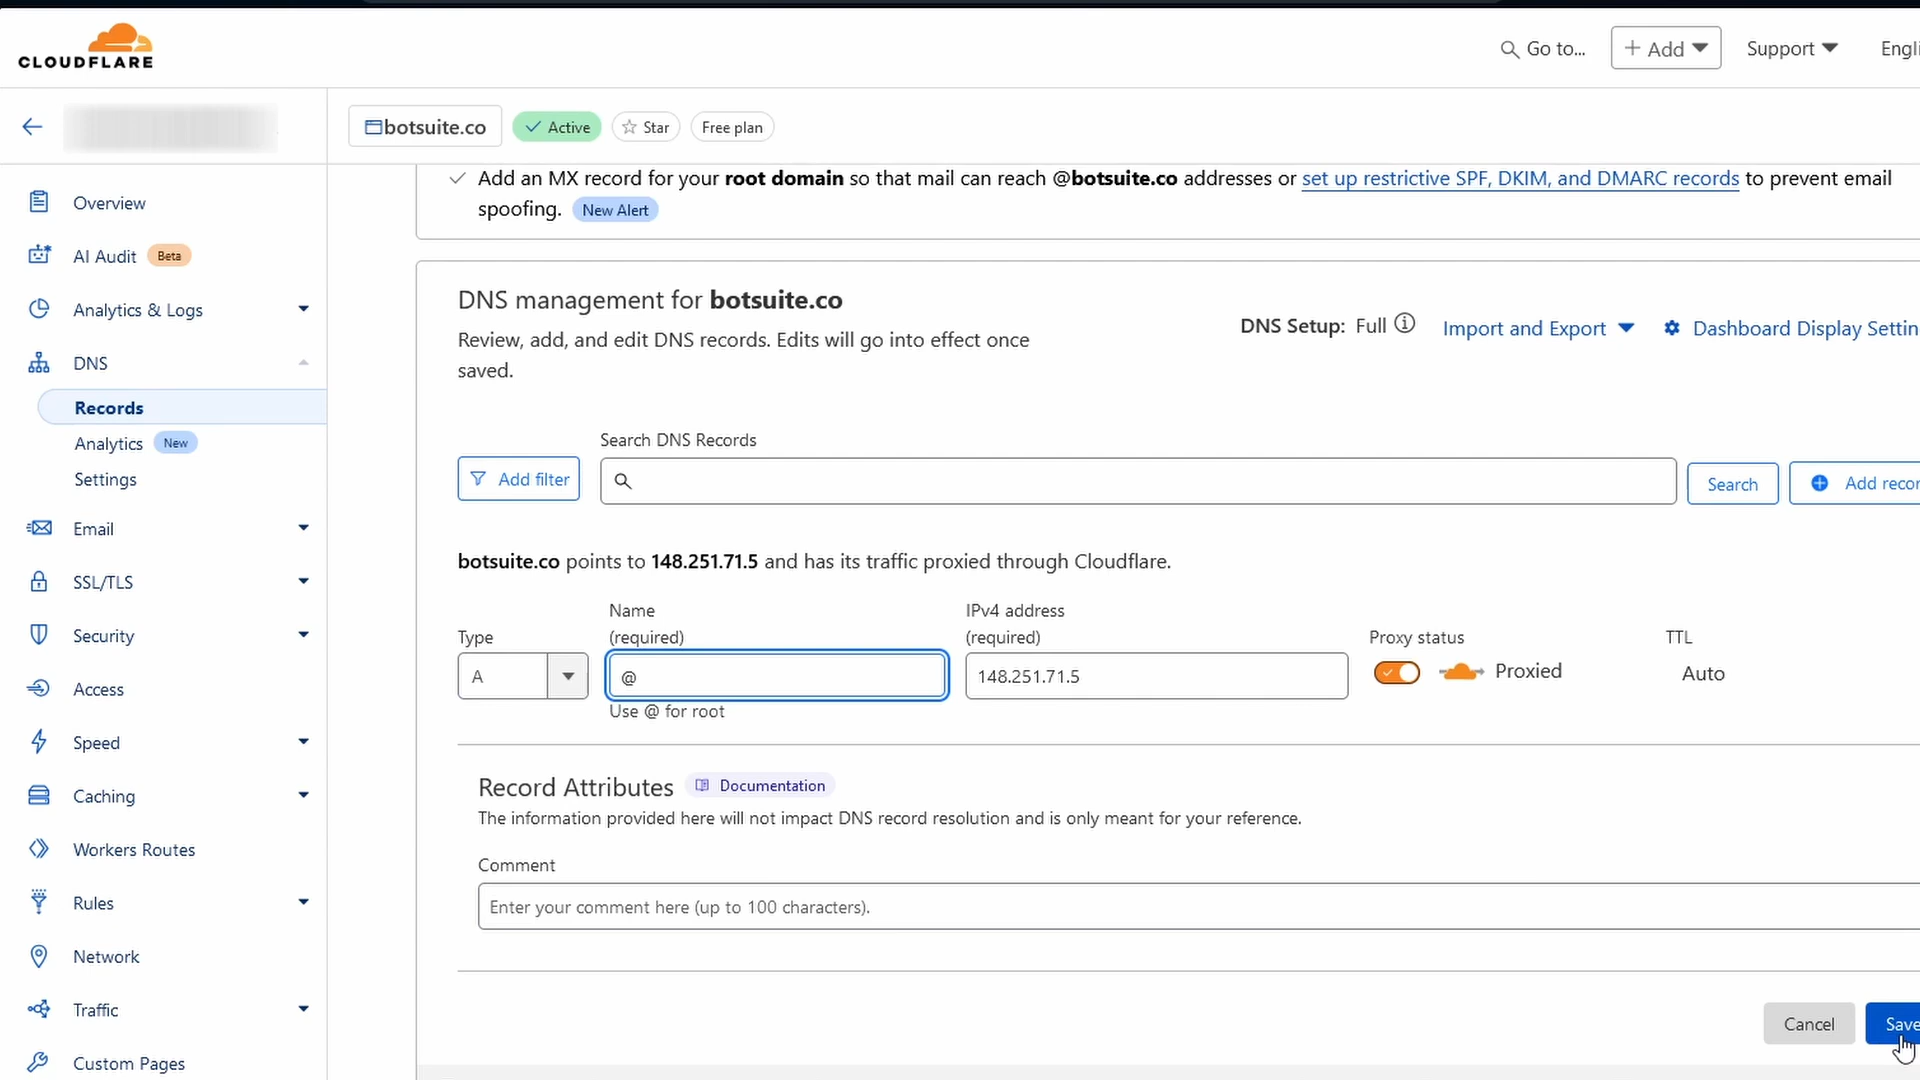 CLOUDFLARE
Go to...
+ Add
Support
Engli
botsuite.co
Active
Star
Free plan
Overview
AI Audit Beta
Analytics & Logs
DNS
Records
Analytics New
Settings
Email
SSL/TLS
Security
Access
Speed
Caching
Workers Routes
Rules
Network
Traffic
Custom Pages
Add an MX record for your root domain so that mail can reach @botsuite.co addresses or set up restrictive SPF, DKIM, and DMARC records to prevent email
spoofing. New Alert
DNS management for botsuite.co
Review, add, and edit DNS records. Edits will go into effect once
saved.
DNS Setup: Full
Import and Export
Dashboard Display Settin
Search DNS Records
Add filter
Search
Add recor
botsuite.co points to 148.251.71.5 and has its traffic proxied through Cloudflare.
Type
Name
(required)
IPv4 address
(required)
Proxy status
TTL
A
@
148.251.71.5
Proxied
Auto
Use @ for root
Record Attributes Documentation
The information provided here will not impact DNS record resolution and is only meant for your reference.
Comment
Enter your comment here (up to 100 characters).
Cancel
Save